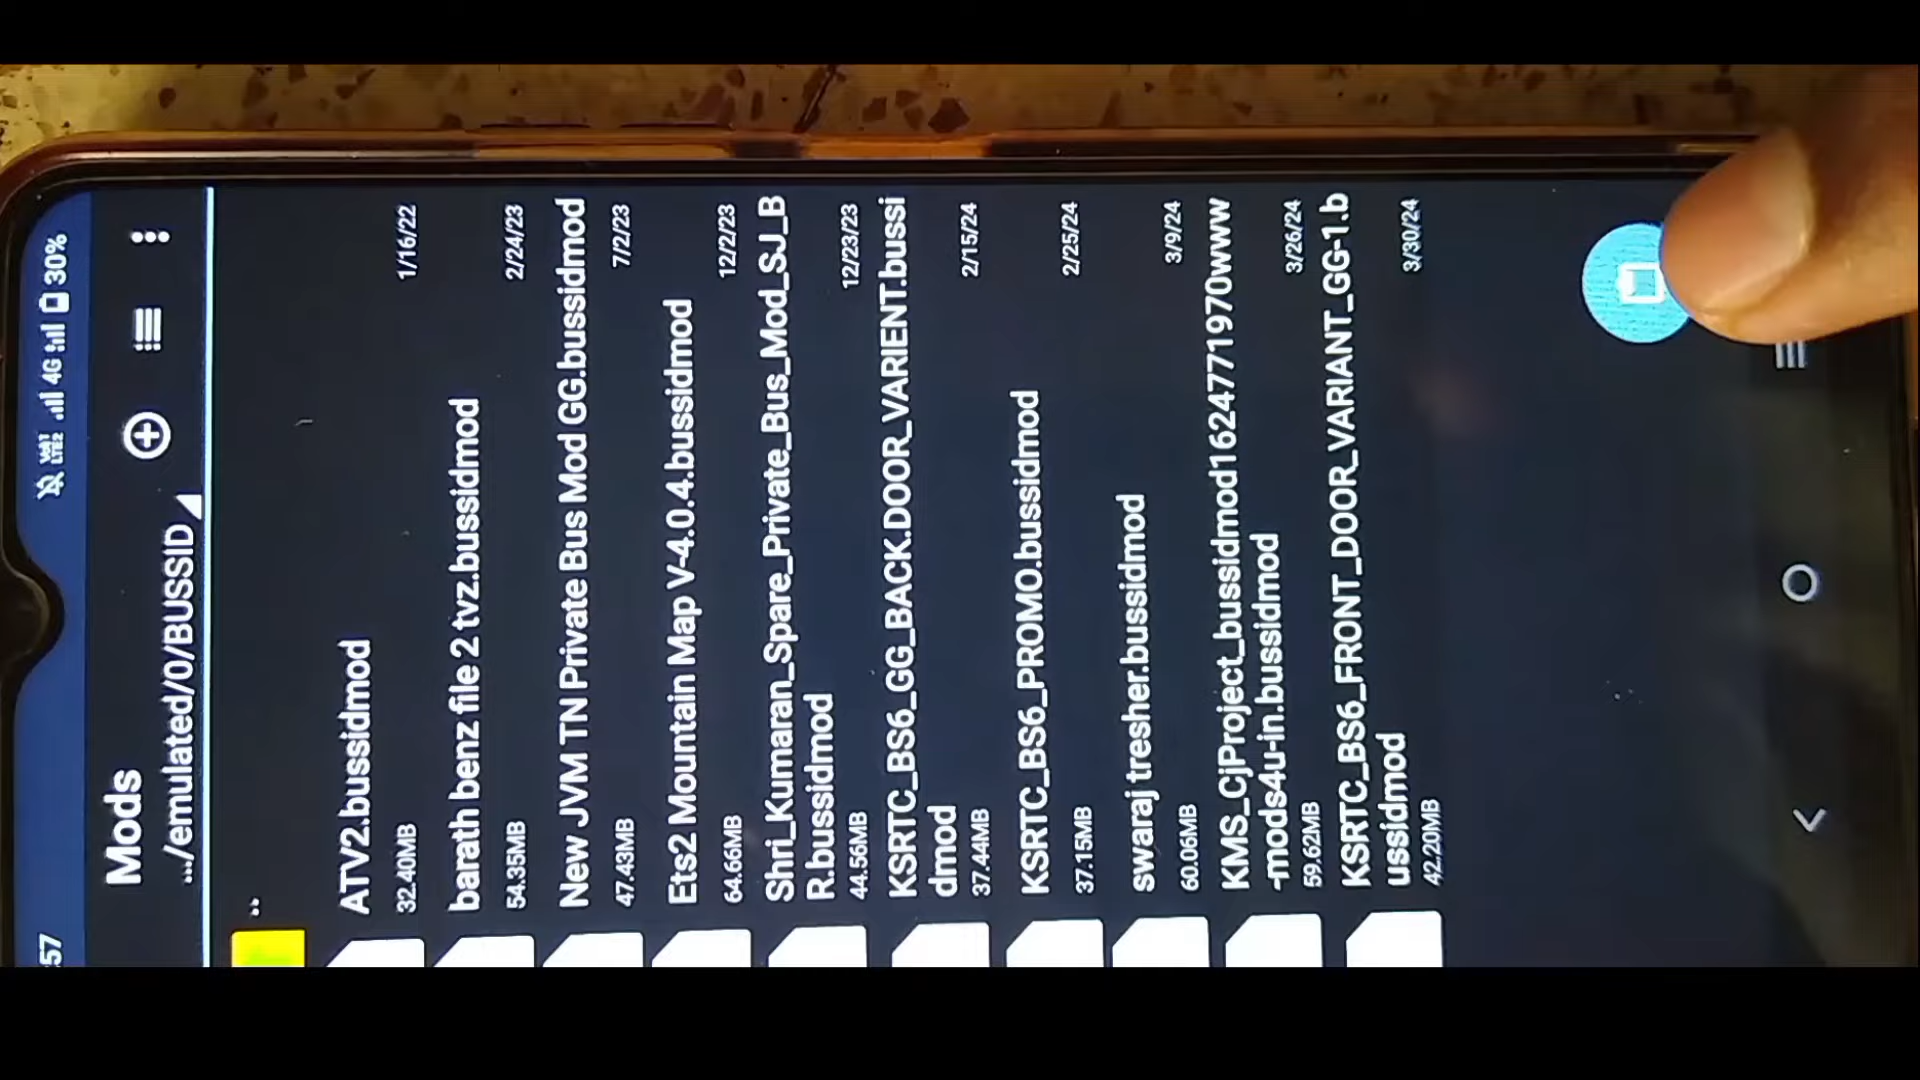 57
VoLTE LTE2 4G 30%
Mods
.../emulated/0/BUSSID
..
ATV2.bussidmod
32.40MB 1/16/22
barath benz file 2 tvz.bussidmod
54.35MB 2/24/23
New JVM TN Private Bus Mod GG.bussidmod
47.43MB 7/2/23
Ets2 Mountain Map V-4.0.4.bussidmod
64.66MB 12/2/23
Shri_Kumaran_Spare_Private_Bus_Mod_SJ_B
R.bussidmod
44.56MB 12/23/23
KSRTC_BS6_GG_BACK.DOOR_VARIENT.bussi
dmod
37.44MB 2/15/24
KSRTC_BS6_PROMO.bussidmod
37.15MB 2/25/24
swaraj tresher.bussidmod
60.06MB 3/9/24
KMS_CjProject_bussidmod1624771970www
-mods4u-in.bussidmod
59.62MB 3/26/24
KSRTC_BS6_FRONT_DOOR_VARIANT_GG-1.b
ussidmod
42.20MB 3/30/24